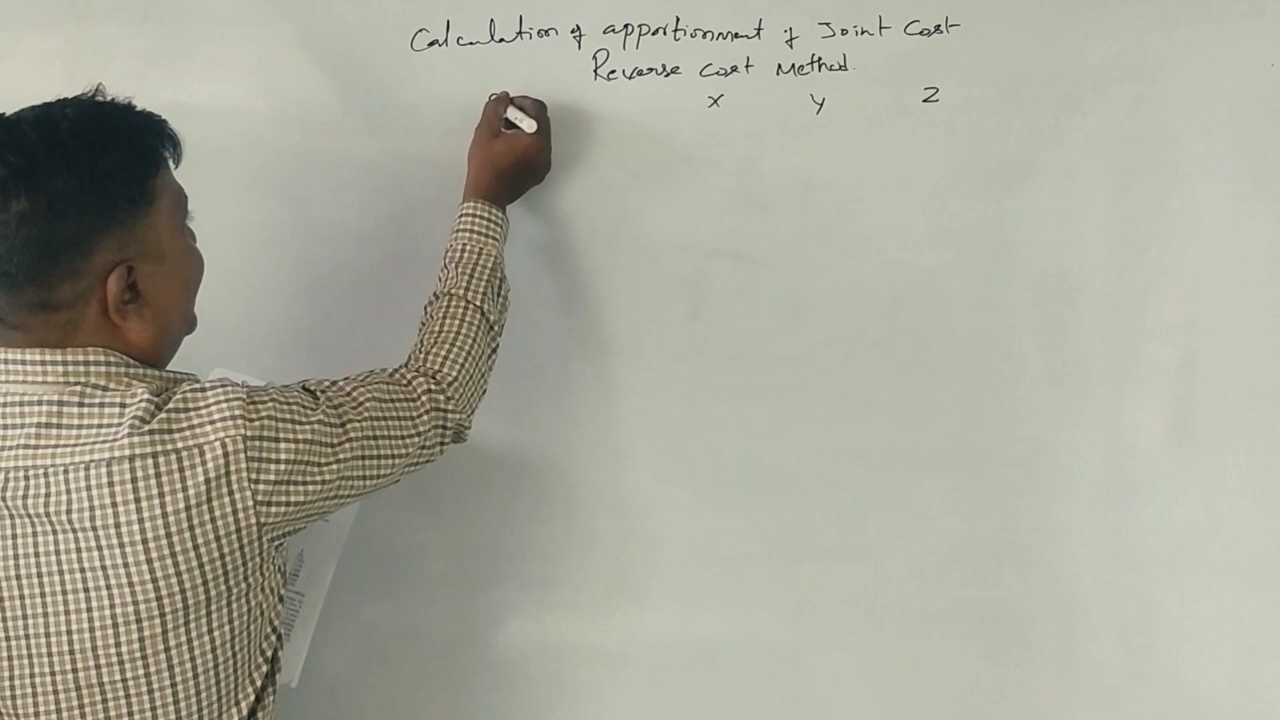 Calculation of apportionment of Joint Cost
Reverse Cost Method.
X Y Z